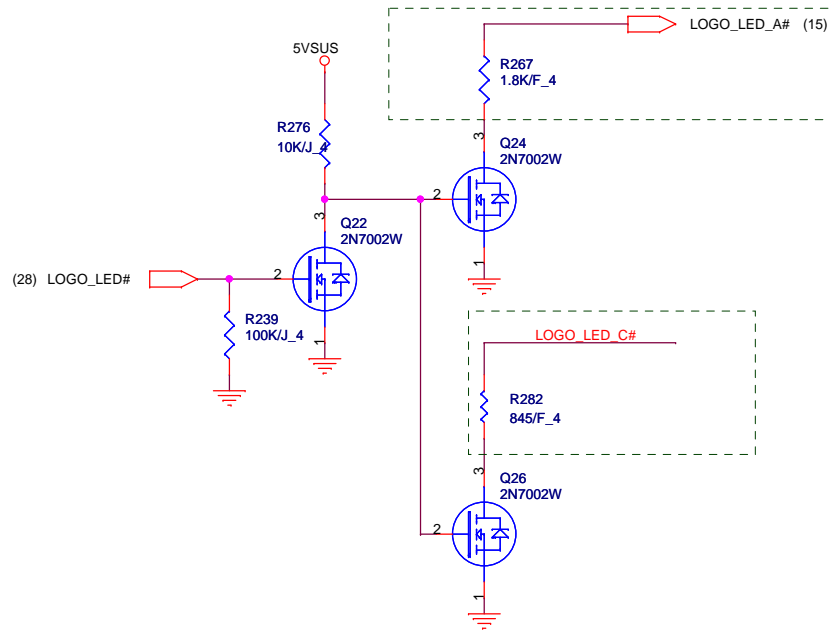 LOGO_LED_A# (15)
R267
1.8K/F_4
5VSUS
R276
10K/J_4
3
Q24
2N7002W
2
1
3
Q22
2N7002W
(28) LOGO_LED#
2
R239
100K/J_4
1
LOGO_LED_C#
R282
845/F_4
3
Q26
2N7002W
2
1